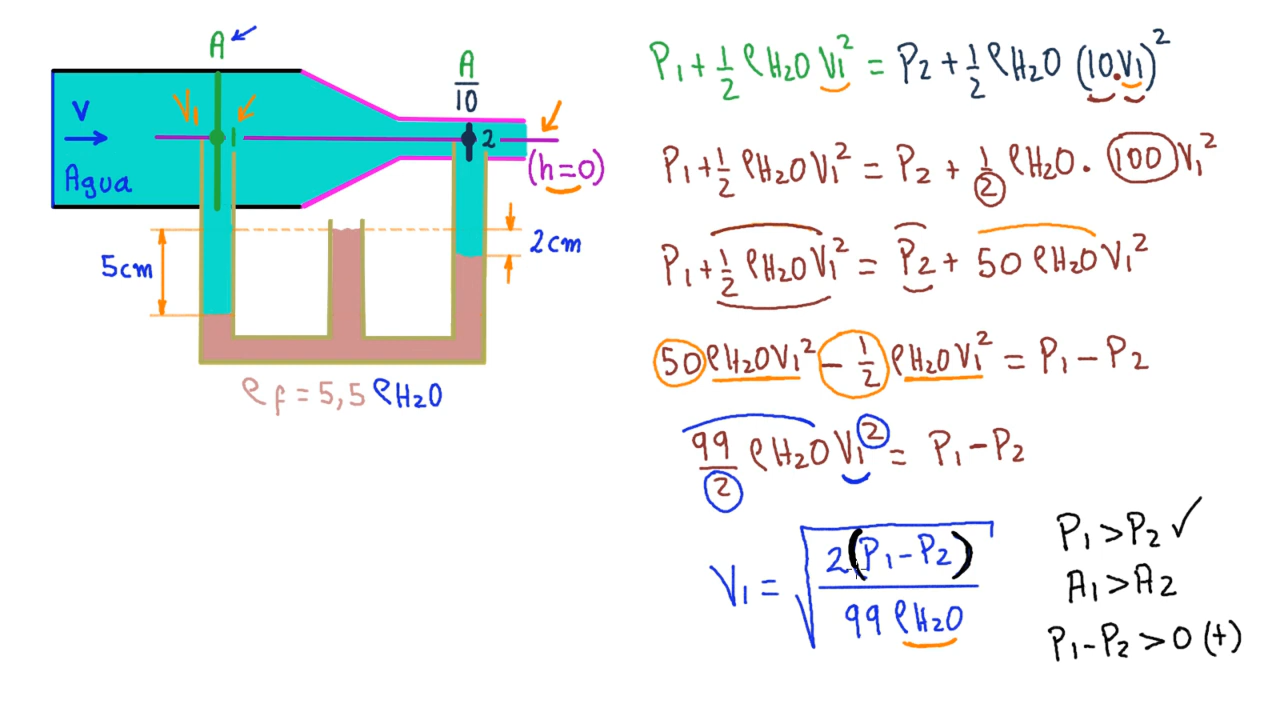 A
A/10
V₁
V
Agua
1
2
(h=0)
5cm
2cm
ρf = 5,5 ρH₂O
P₁ + 1/2 ρH₂O V₁² = P₂ + 1/2 ρH₂O (10.V₁)²
P₁ + 1/2 ρH₂O V₁² = P₂ + 1/2 ρH₂O . 100 V₁²
P₁ + 1/2 ρH₂O V₁² = P₂ + 50 ρH₂O V₁²
50 ρH₂O V₁² - 1/2 ρH₂O V₁² = P₁ - P₂
99/2 ρH₂O V₁² = P₁ - P₂
V₁ = √(2(P₁ - P₂) / 99 ρH₂O)
P₁ > P₂ ✓
A₁ > A₂
P₁ - P₂ > 0 (+)